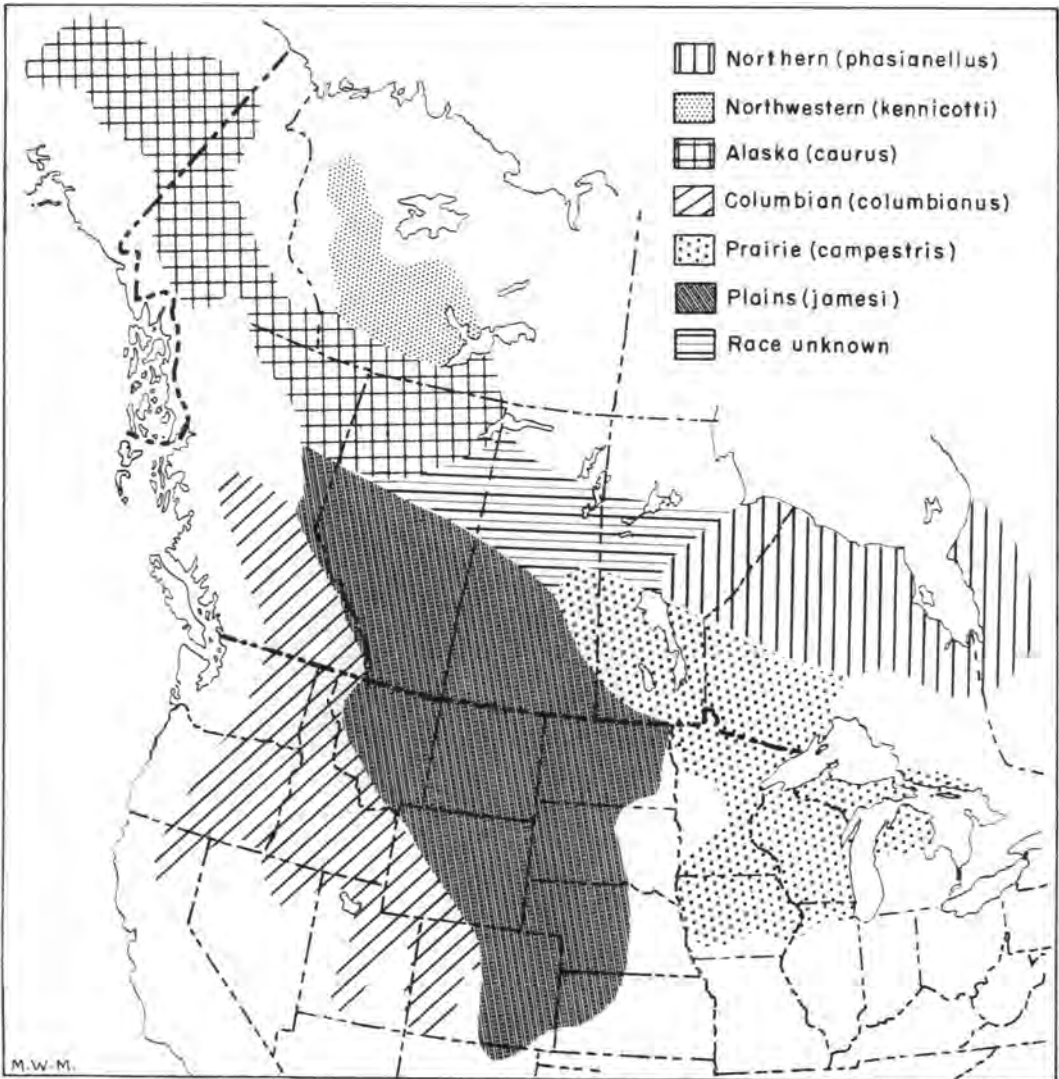 Northern (phasianellus)
Northwestern (kennicotti)
Alaska (caurus)
Columbian (columbianus)
Prairie (campestris)
Plains (jamesi)
Race unknown
M.W.M.